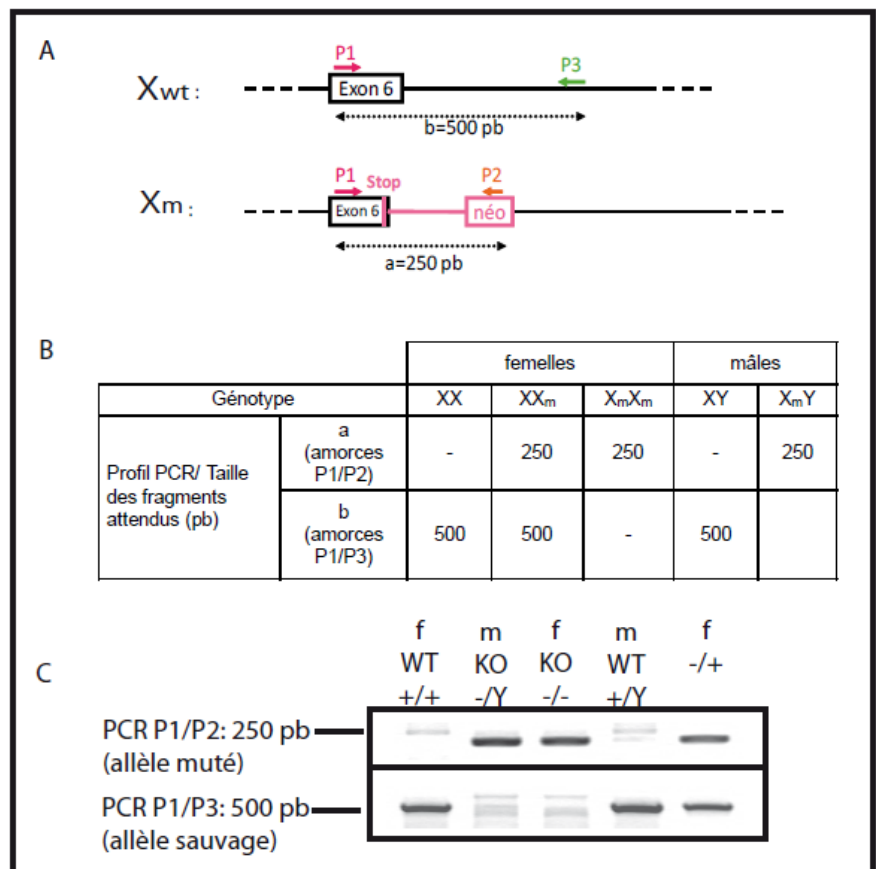 A
P1
P3
Xwt :
Exon 6
b=500 pb
P1 Stop
P2
Xm :
Exon 6
néo
a=250 pb
B
femelles mâles
Génotype XX XXm XmXm XY XmY
Profil PCR/ Taille
des fragments
attendus (pb)
a
(amorces
P1/P2)
- 250 250 - 250
b
(amorces
P1/P3)
500 500 - 500
C
f m f m f
WT KO KO WT -/+
+/+ -/Y -/- +/Y
PCR P1/P2: 250 pb
(allèle muté)
PCR P1/P3: 500 pb
(allèle sauvage)